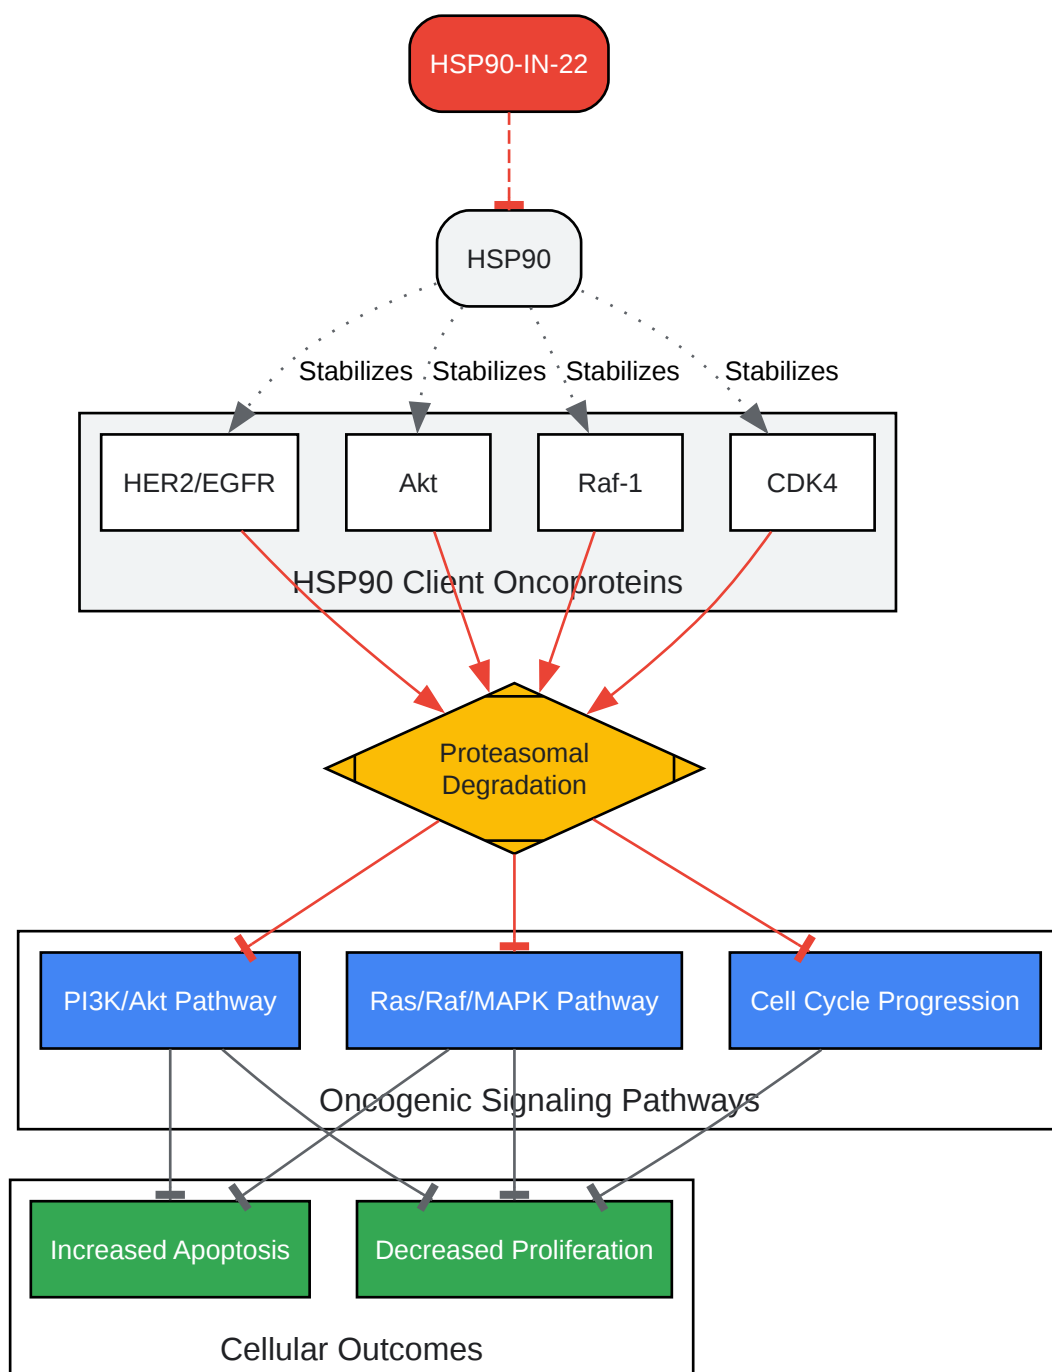 HSP90-IN-22
HSP90
Stabilizes Stabilizes Stabilizes Stabilizes
HER2/EGFR Akt Raf-1 CDK4
HSP90 Client Oncoproteins
Proteasomal
Degradation
PI3K/Akt Pathway Ras/Raf/MAPK Pathway Cell Cycle Progression
Oncogenic Signaling Pathways
Increased Apoptosis Decreased Proliferation
Cellular Outcomes